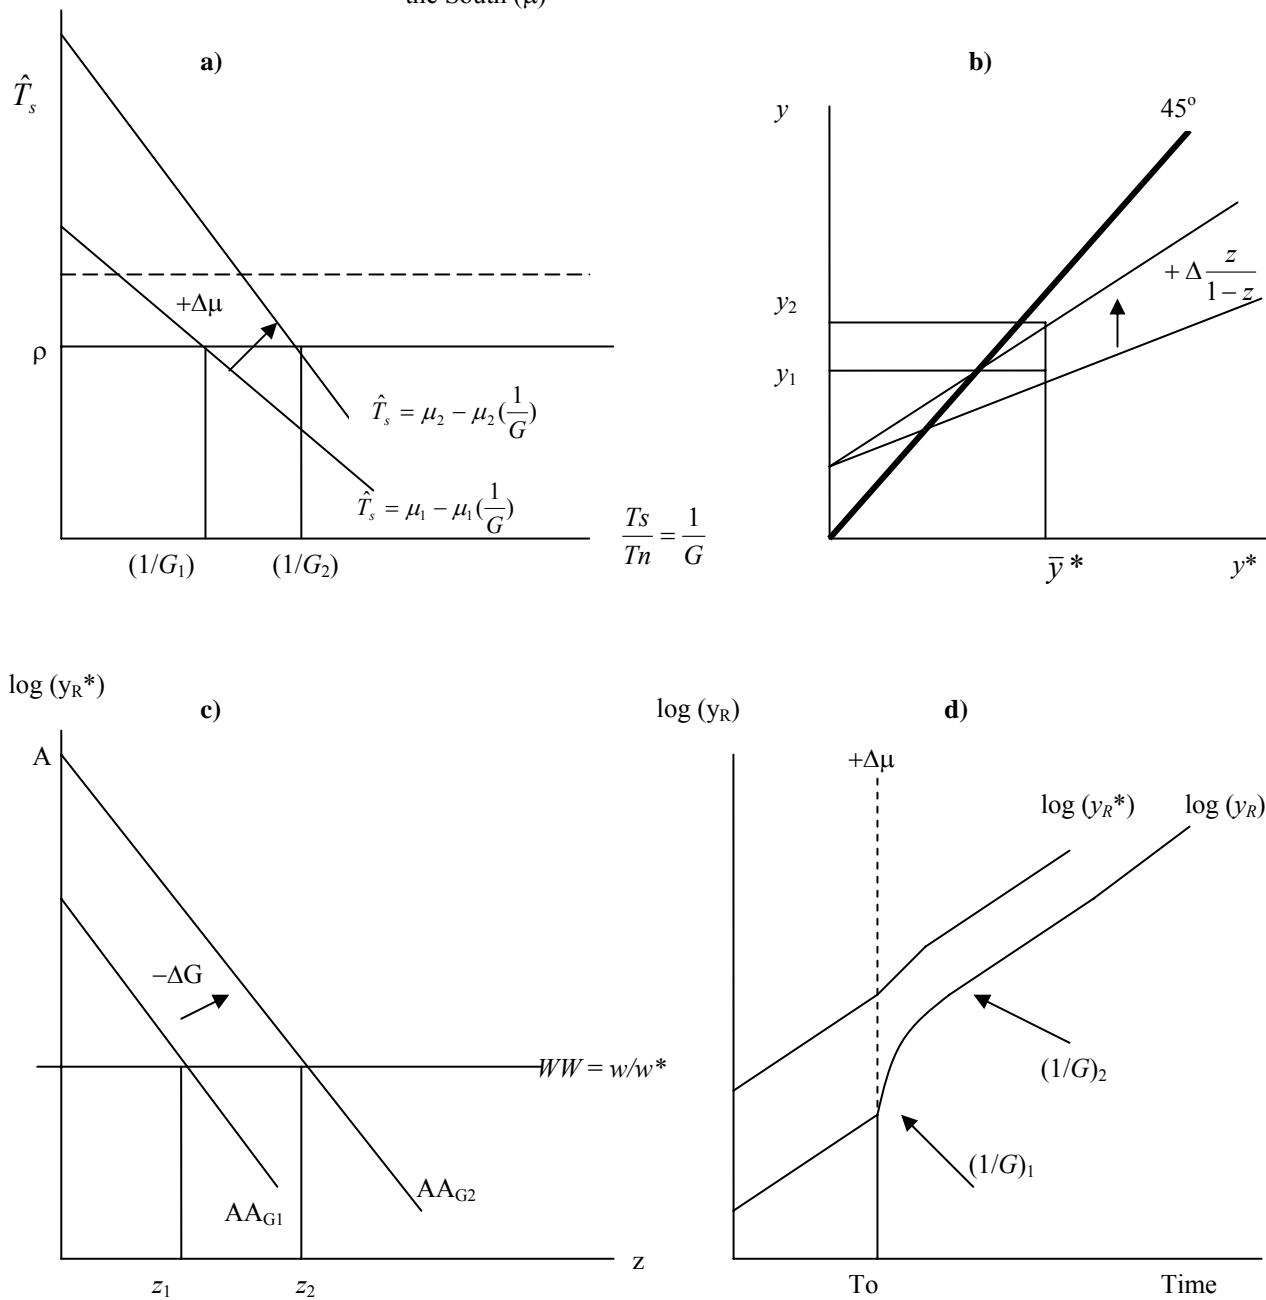 the South (μ)
a)
T̂s
+Δμ
ρ
T̂s = μ2 − μ2(1/G)
T̂s = μ1 − μ1(1/G)
(1/G1)
(1/G2)
Ts/Tn = 1/G
b)
y
45°
+ Δ z/(1 − z)
y2
y1
ȳ*
y*
c)
log (yR*)
A
−ΔG
WW = w/w*
AAG1
AAG2
z1
z2
z
d)
log (yR)
+Δμ
log (yR*)
log (yR)
(1/G)2
(1/G)1
To
Time